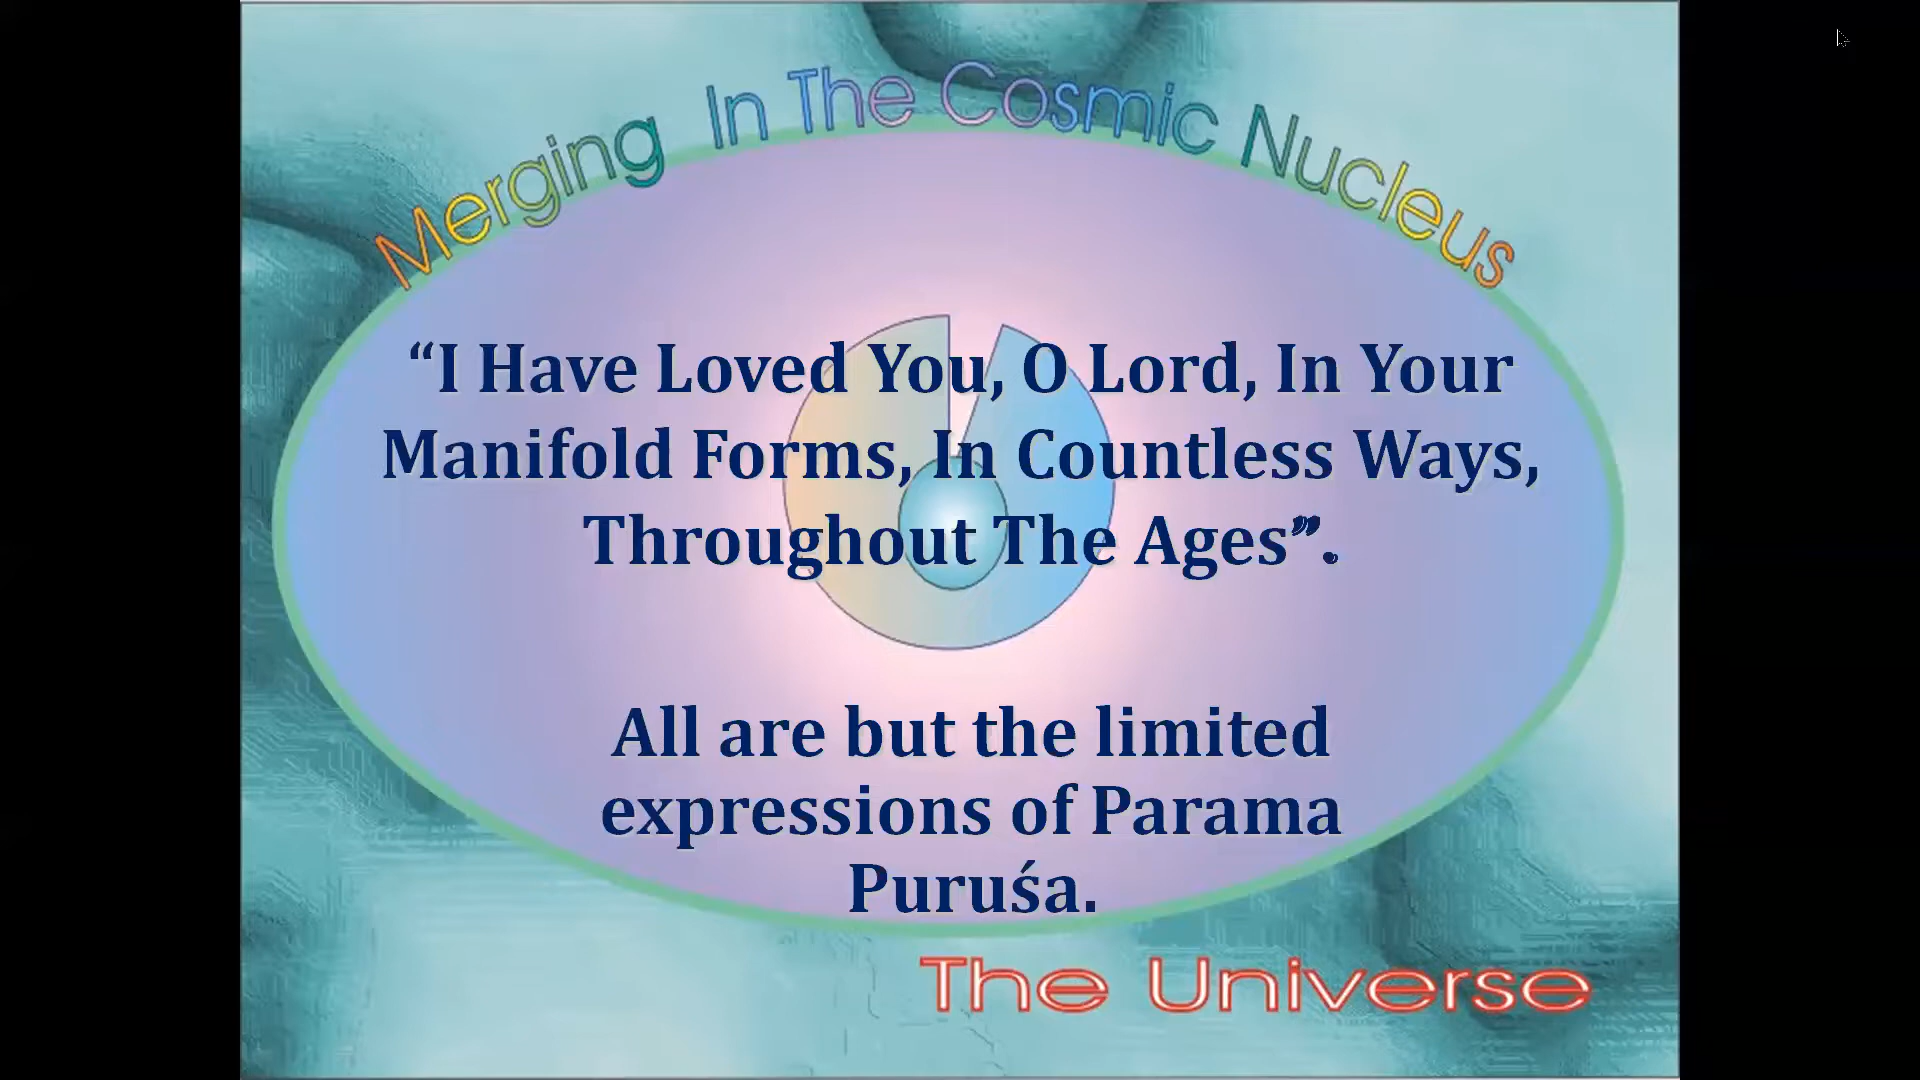 Merging In The Cosmic Nucleus
“I Have Loved You, O Lord, In Your
Manifold Forms, In Countless Ways,
Throughout The Ages”.
All are but the limited
expressions of Parama
Puruśa.
The Universe